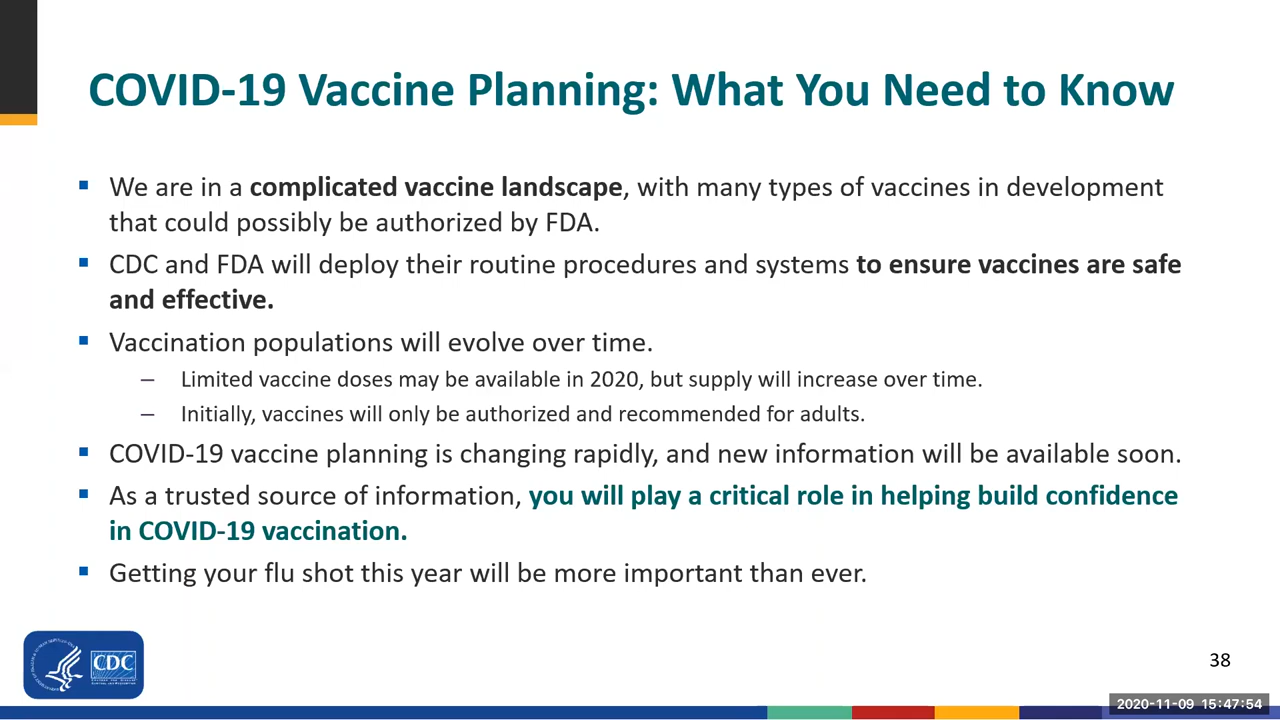 COVID-19 Vaccine Planning: What You Need to Know
▪ We are in a complicated vaccine landscape, with many types of vaccines in development
that could possibly be authorized by FDA.
▪ CDC and FDA will deploy their routine procedures and systems to ensure vaccines are safe
and effective.
▪ Vaccination populations will evolve over time.
– Limited vaccine doses may be available in 2020, but supply will increase over time.
– Initially, vaccines will only be authorized and recommended for adults.
▪ COVID-19 vaccine planning is changing rapidly, and new information will be available soon.
▪ As a trusted source of information, you will play a critical role in helping build confidence
in COVID-19 vaccination.
▪ Getting your flu shot this year will be more important than ever.
CDC
38
2020-11-09 15:47:54